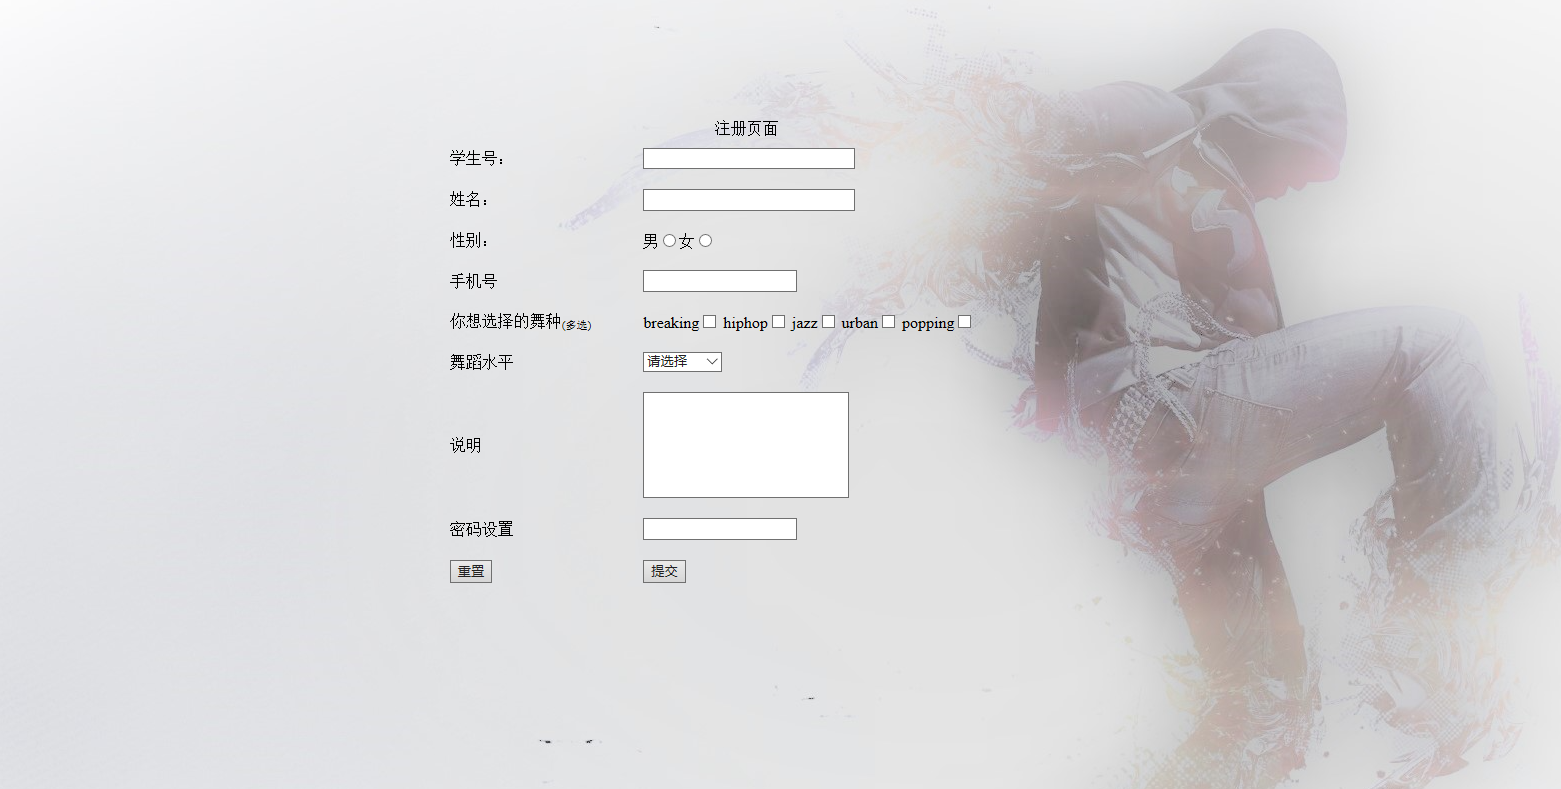 注册页面
学生号：
姓名：
性别： 男 女
手机号
你想选择的舞种(多选) breaking hiphop jazz urban popping
舞蹈水平 请选择
说明
密码设置
重置 提交